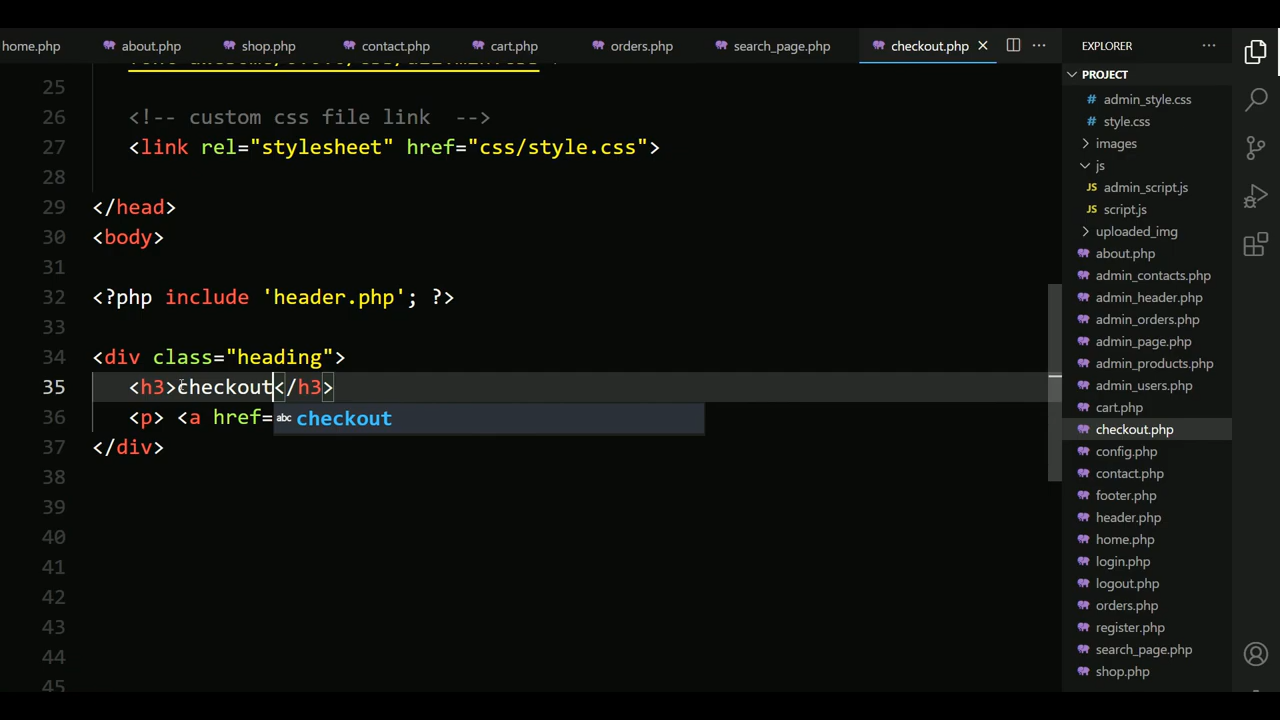 home.php
about.php
shop.php
contact.php
cart.php
orders.php
search_page.php
checkout.php
25
26 <!-- custom css file link  -->
27 <link rel="stylesheet" href="css/style.css">
28
29 </head>
30 <body>
31
32 <?php include 'header.php'; ?>
33
34 <div class="heading">
35 <h3>checkout</h3>
36 <p> <a href=
abc checkout
37 </div>
38
39
40
41
42
43
44
45
EXPLORER
PROJECT
# admin_style.css
# style.css
images
js
JS admin_script.js
JS script.js
uploaded_img
about.php
admin_contacts.php
admin_header.php
admin_orders.php
admin_page.php
admin_products.php
admin_users.php
cart.php
checkout.php
config.php
contact.php
footer.php
header.php
home.php
login.php
logout.php
orders.php
register.php
search_page.php
shop.php